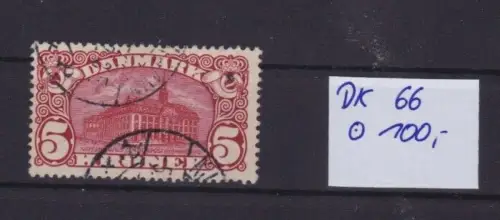 DANMARK
5 5
KRONER
DK 66
⊙ 100,-